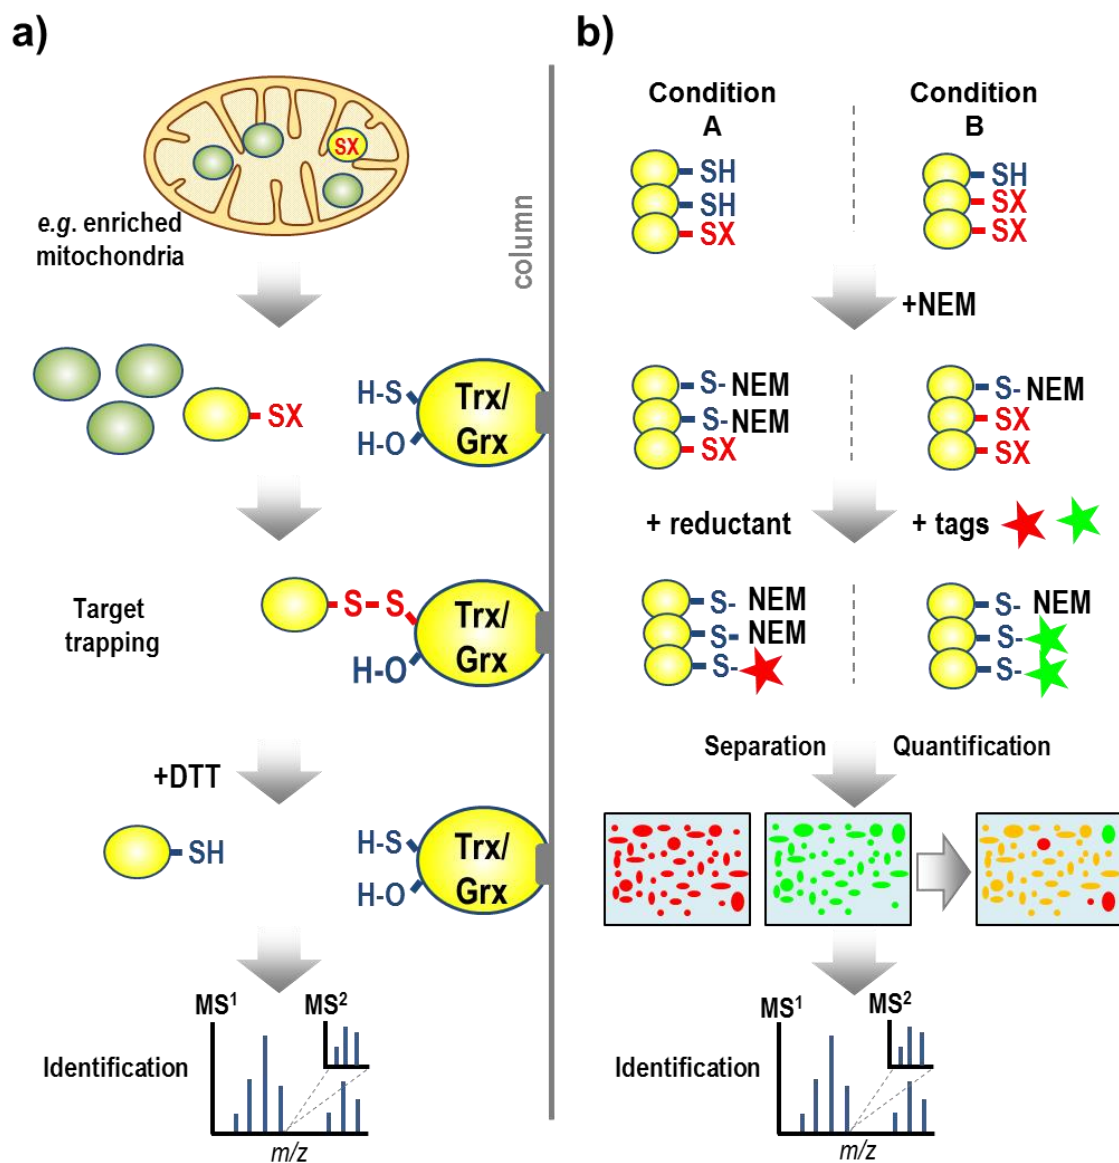 a)
SX
e.g. enriched
mitochondria
column
SX
H-S
H-O
Trx/
Grx
Target
trapping
S-S
H-O
Trx/
Grx
+DTT
SH
H-S
H-O
Trx/
Grx
MS¹
MS²
Identification
m/z
b)
Condition
A
Condition
B
SH
SH
SX
SH
SX
SX
+NEM
S-NEM
S-NEM
SX
S-NEM
SX
SX
+ reductant
+ tags
S- NEM
S- NEM
S-
S- NEM
S-
S-
Separation
Quantification
MS¹
MS²
Identification
m/z